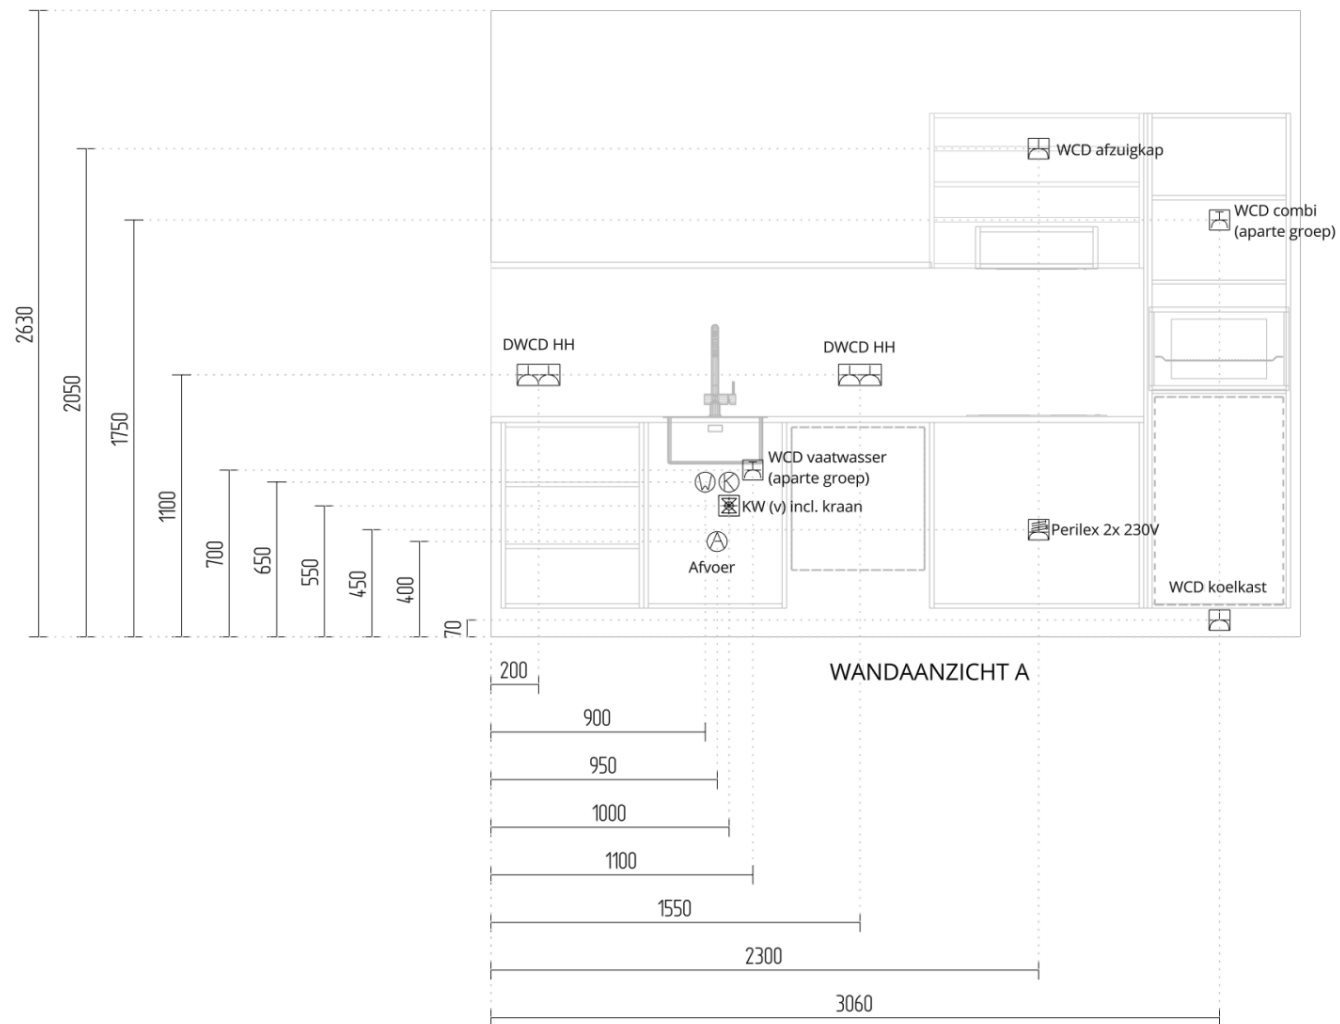 WCD afzuigkap
WCD combi
(aparte groep)
2630
2050
1750
DWCD HH
DWCD HH
1100
700
650
550
450
400
70
WCD vaatwasser
(aparte groep)
W K
KW (v) incl. kraan
A
Afvoer
Perilex 2x 230V
WCD koelkast
WANDAANZICHT A
200
900
950
1000
1100
1550
2300
3060